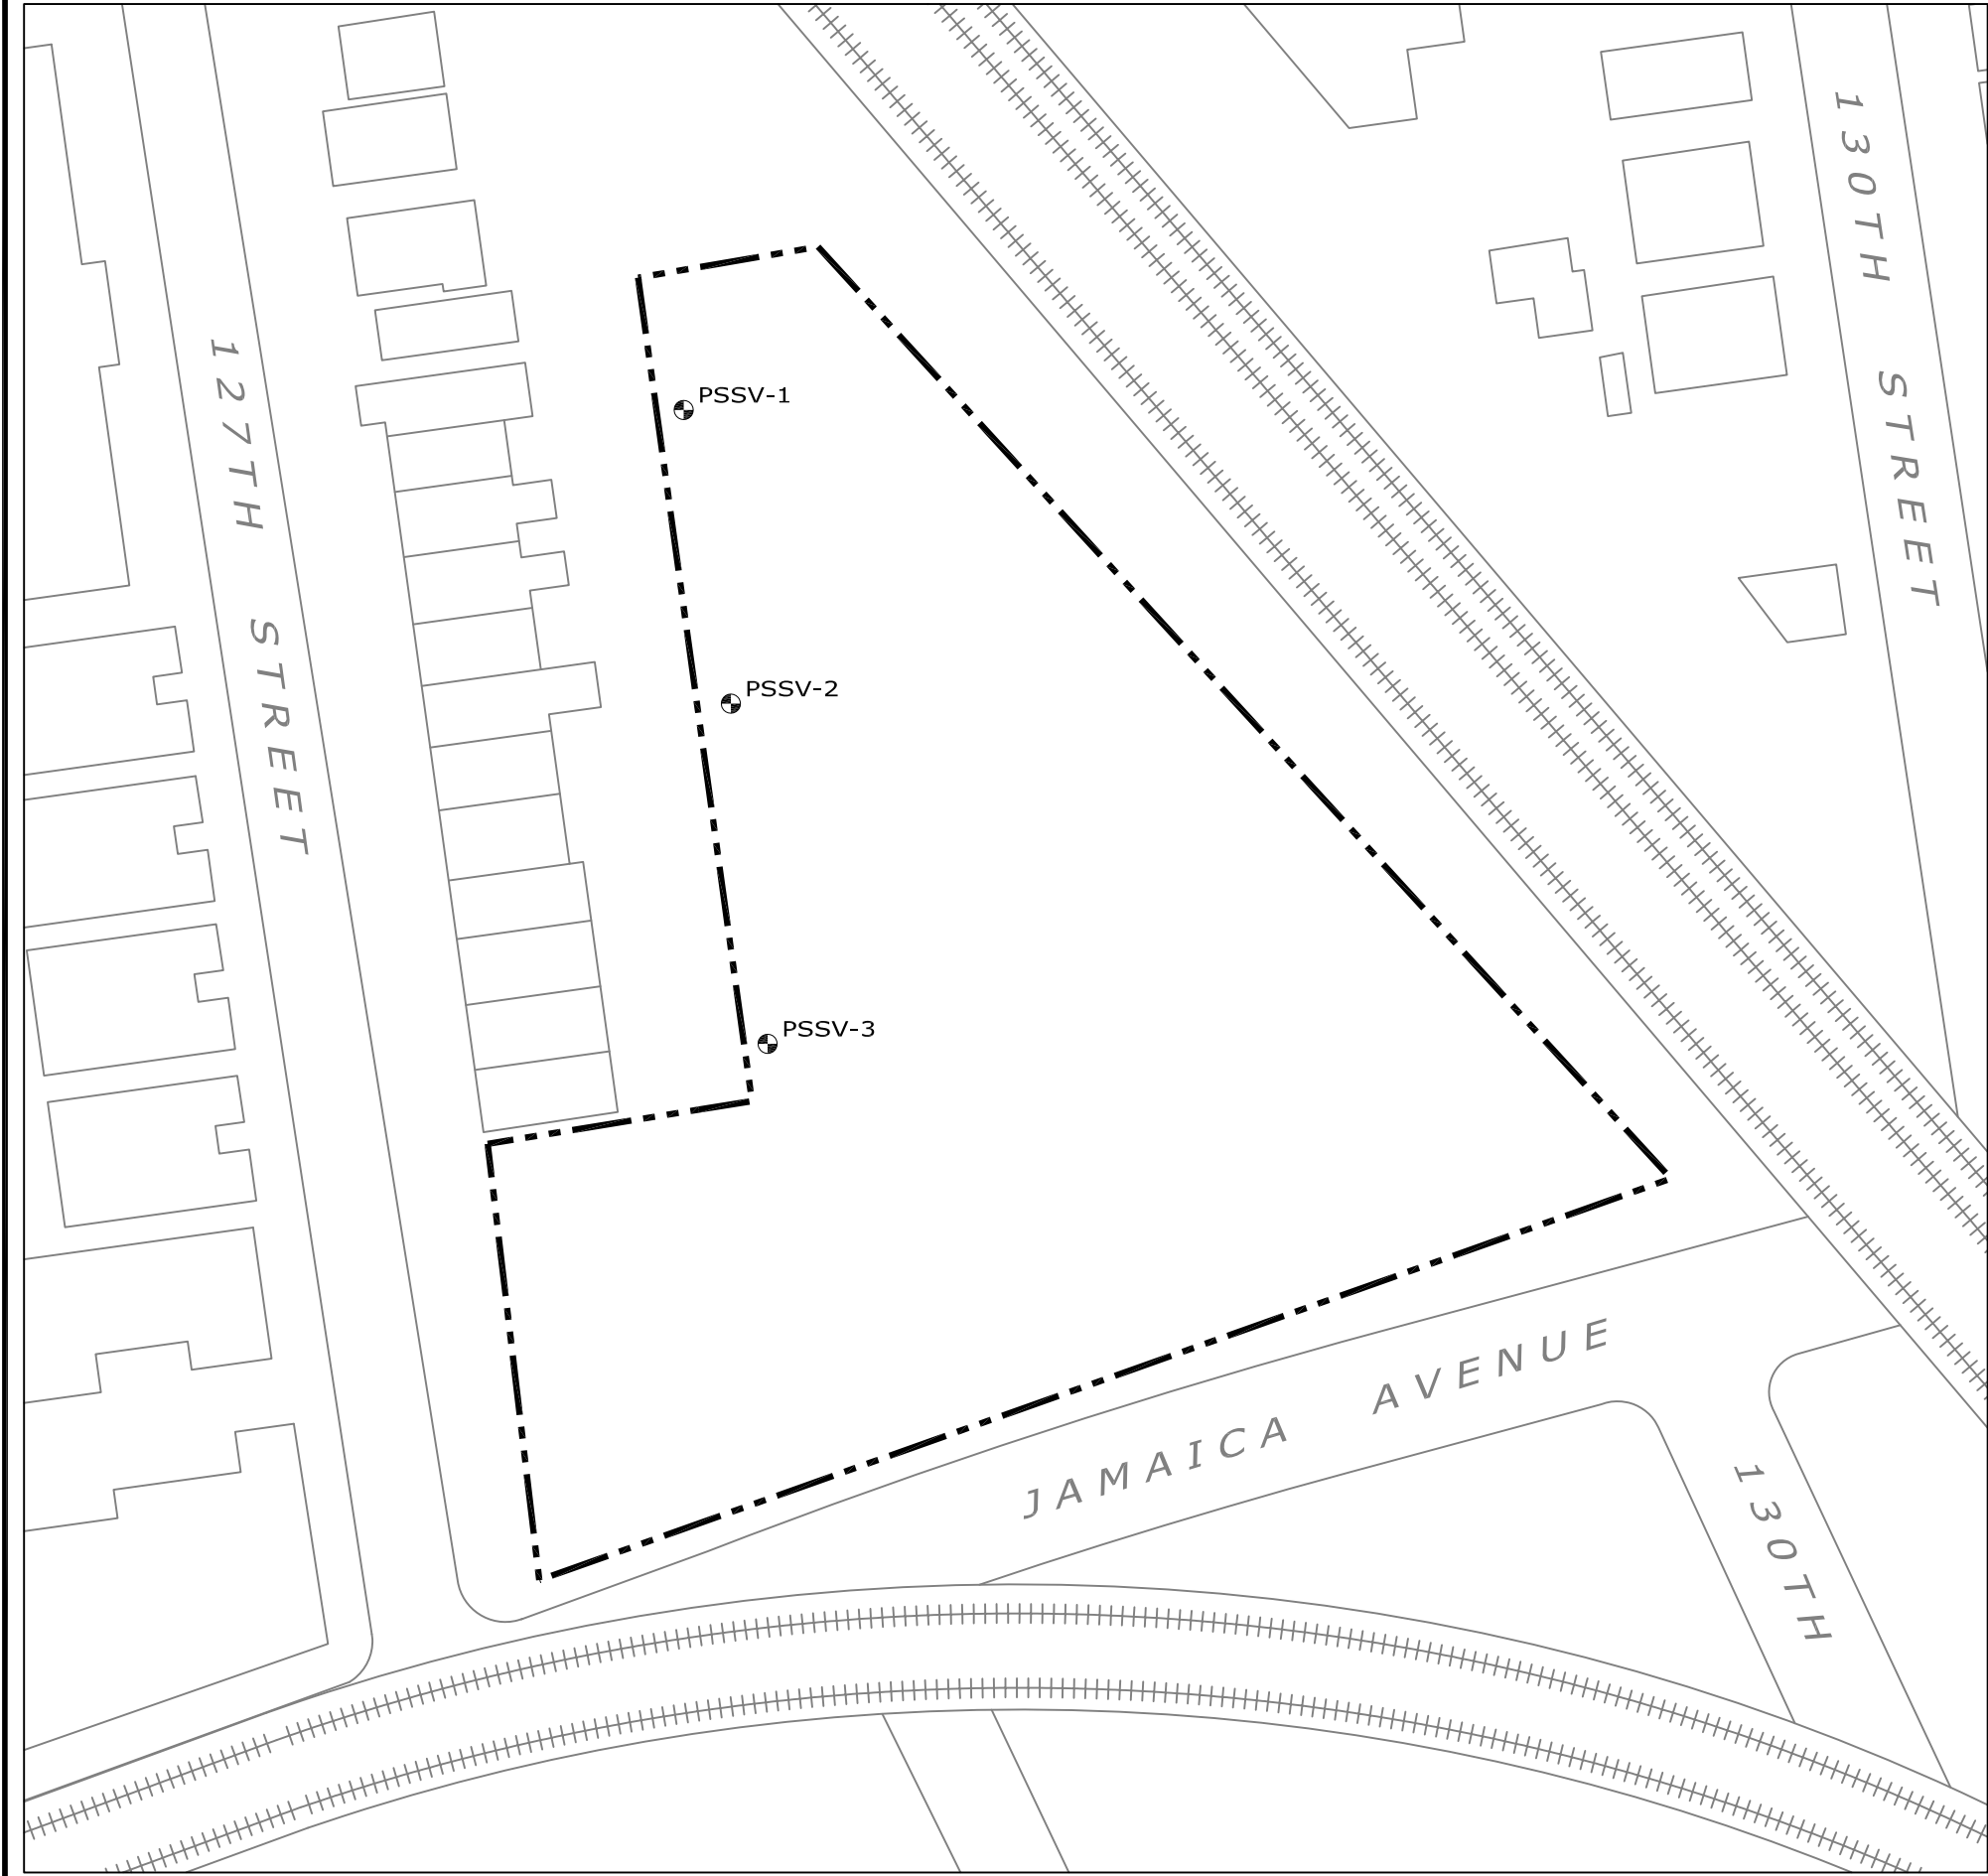 130TH STREET
127TH STREET
PSSV-1
PSSV-2
PSSV-3
JAMAICA AVENUE
130TH